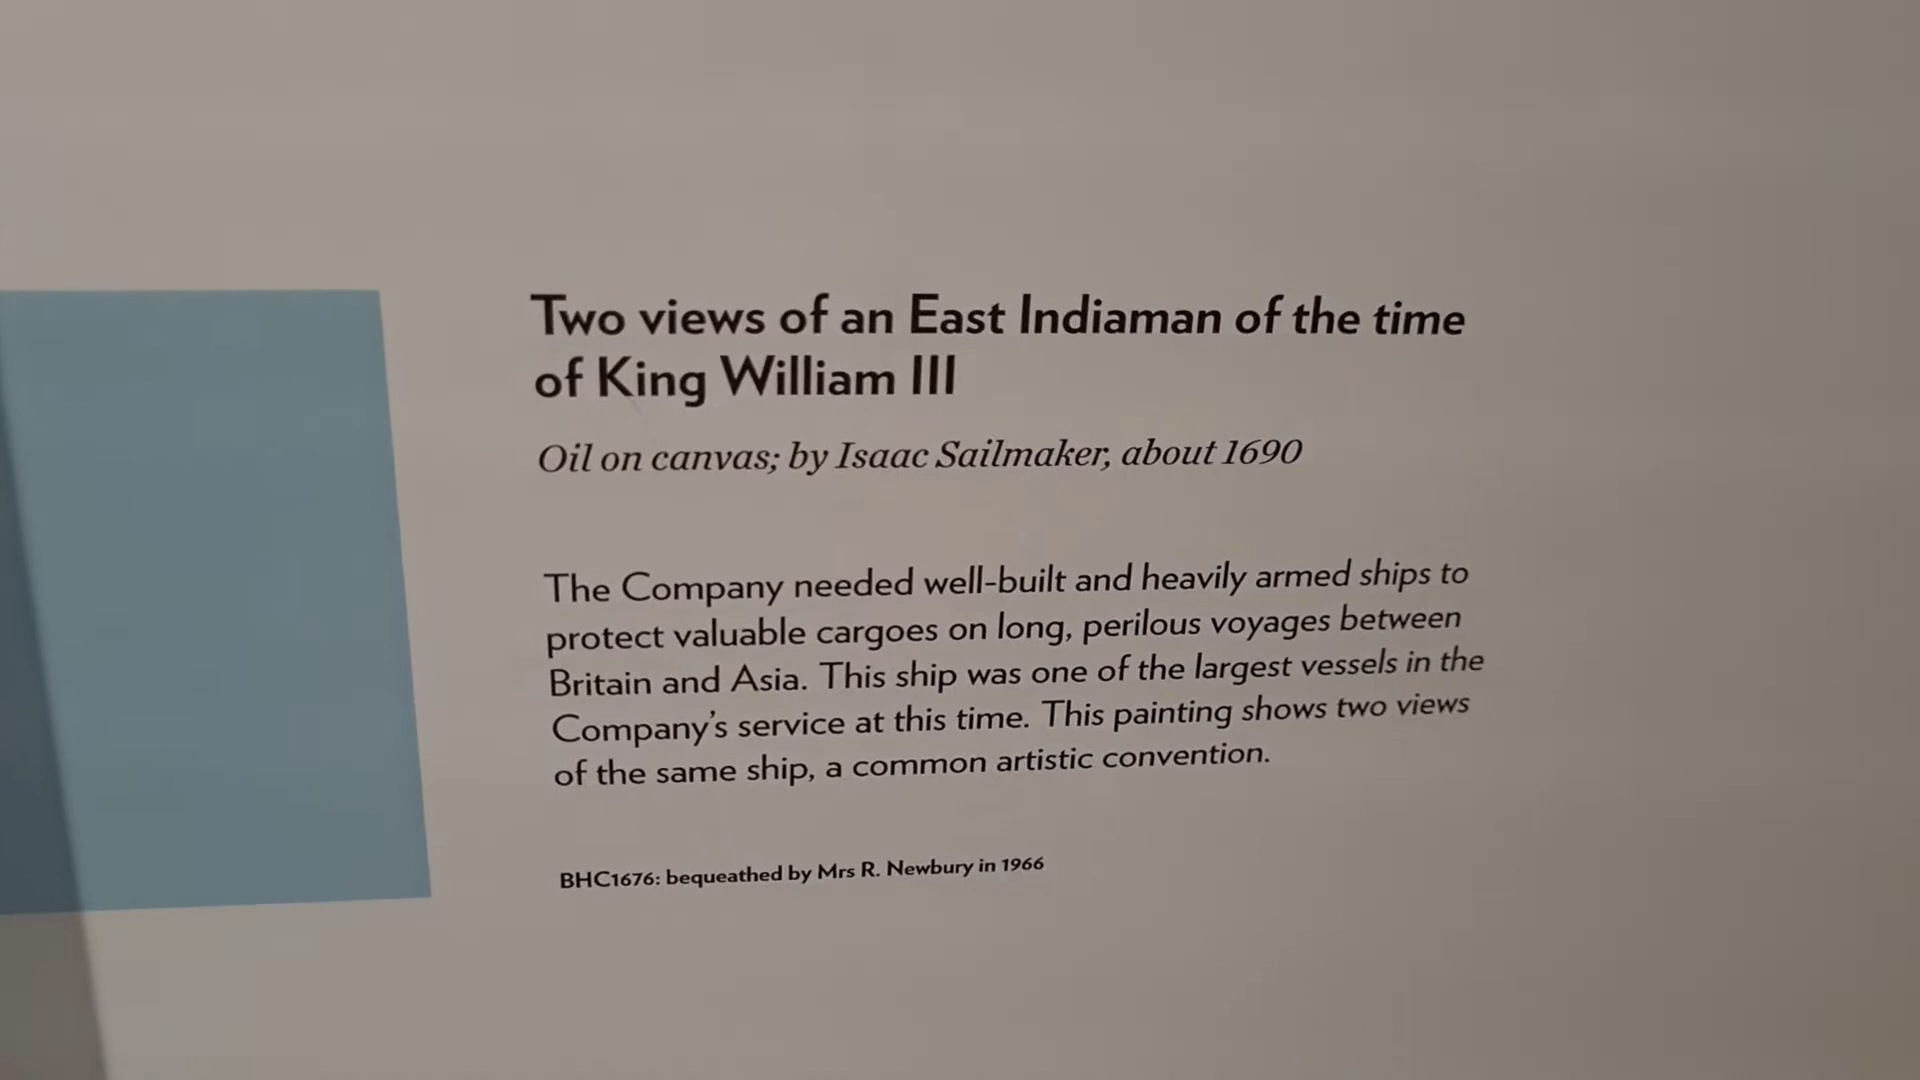 Two views of an East Indiaman of the time
of King William III
Oil on canvas; by Isaac Sailmaker, about 1690
The Company needed well-built and heavily armed ships to
protect valuable cargoes on long, perilous voyages between
Britain and Asia. This ship was one of the largest vessels in the
Company's service at this time. This painting shows two views
of the same ship, a common artistic convention.
BHC1676: bequeathed by Mrs R. Newbury in 1966